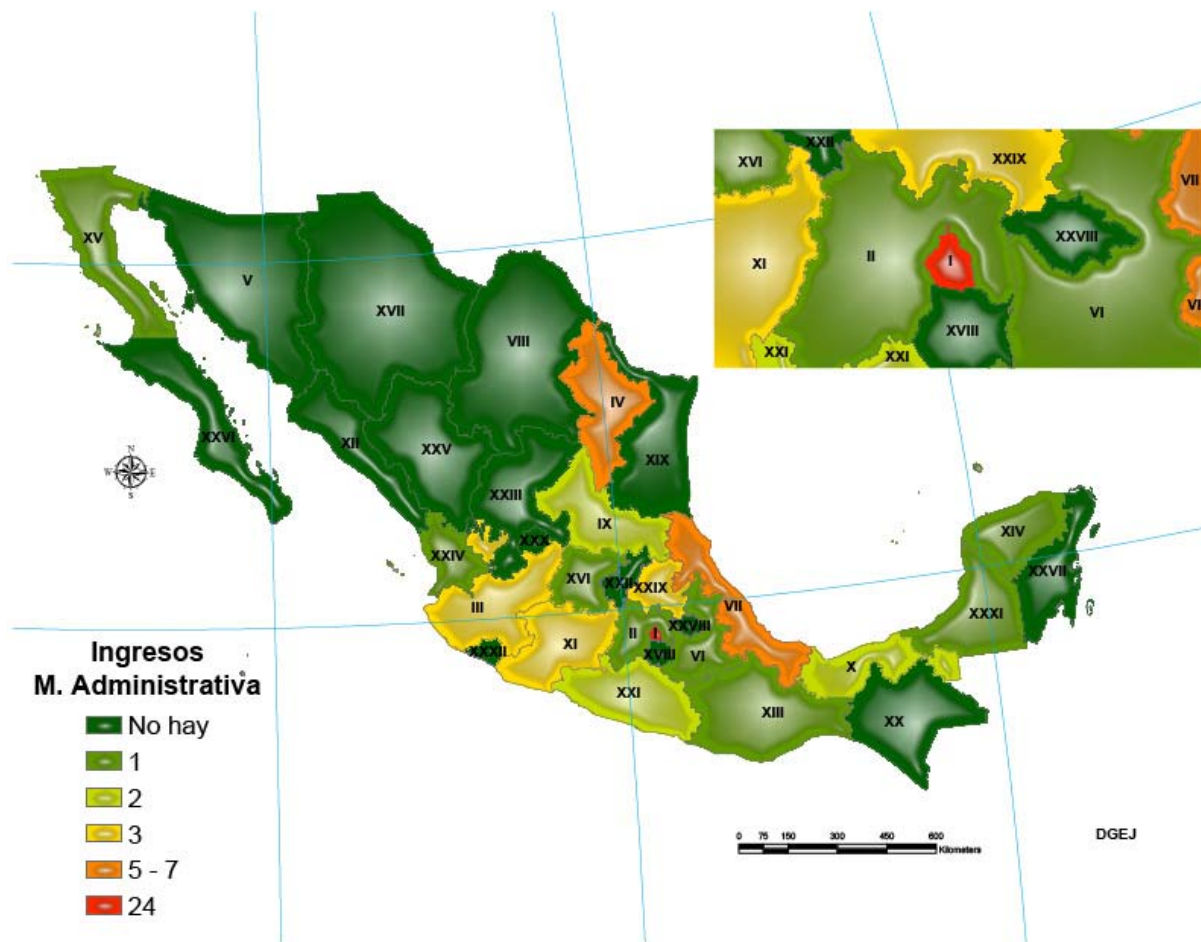 XXII
XVI
XXIX
VII
XXVIII
XI
II
I
VI
VI
XVIII
XXI
XXI
XV
V
XVII
VIII
IV
XII
XXV
XIX
XXVI
XXIII
N
W E
S
IX
XXX
XXIV
XVI
XXII
XXIX
III
VII
XIV
XXVII
XXXI
II
I
XXVIII
XI
XVIII
VI
XXXII
X
XXI
XIII
XX
Ingresos
M. Administrativa
No hay
1
2
3
5 - 7
24
0 75 150 300 450 600
Kilometers
DGEJ